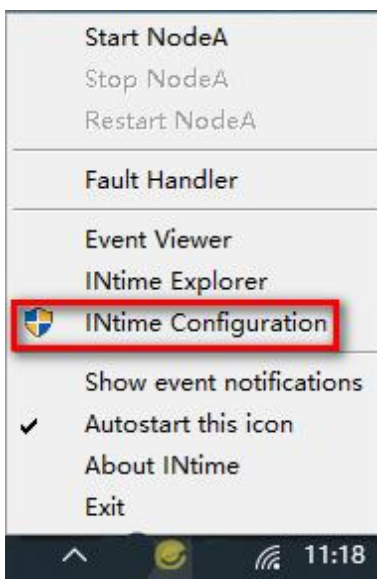 Start NodeA
Stop NodeA
Restart NodeA
Fault Handler
Event Viewer
INtime Explorer
INtime Configuration
Show event notifications
Autostart this icon
About INtime
Exit
11:18